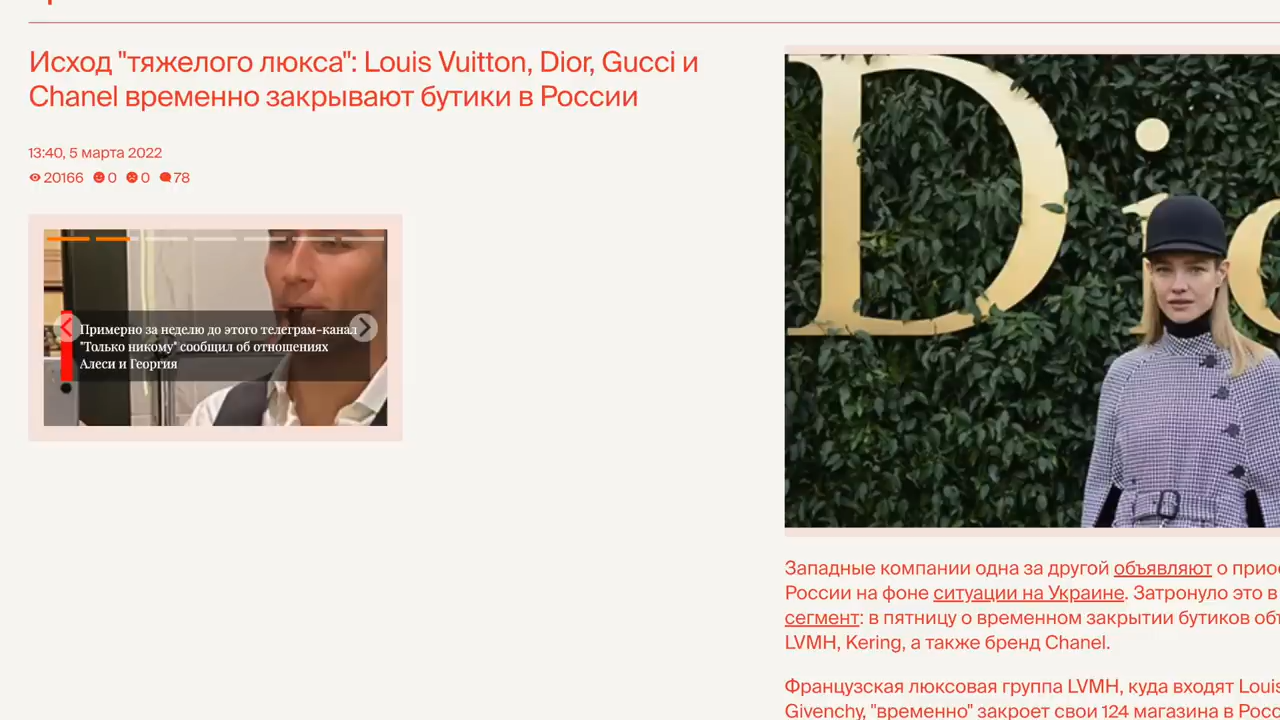 Исход "тяжелого люкса": Louis Vuitton, Dior, Gucci и
Chanel временно закрывают бутики в России
13:40, 5 марта 2022
20166 0 0 78
Примерно за неделю до этого телеграм-канал
"Только никому" сообщил об отношениях
Алеси и Георгия
Dio
Западные компании одна за другой объявляют о
России на фоне ситуации на Украине. Затронуло это в
сегмент: в пятницу о временном закрытии бутиков
LVMH, Kering, а также бренд Chanel.
Французская люксовая группа LVMH, куда входят Louis
Givenchy, "временно" закроет свои 124 магазина в